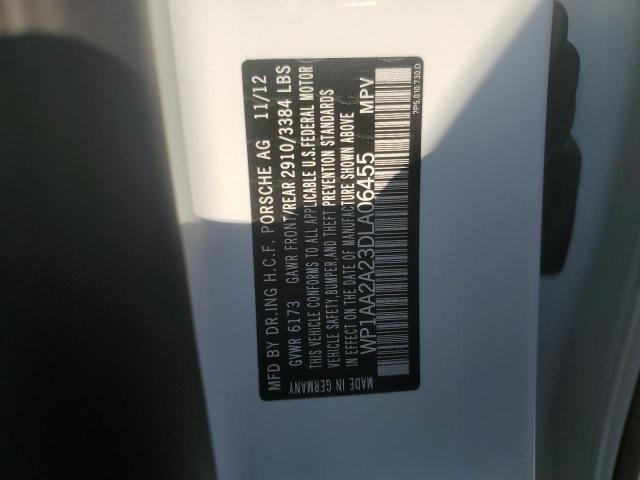 MFD BY DR.ING H.C.F. PORSCHE AG 11/12
GVWR 6173 GAWR FRONT/REAR 2910/3384 LBS
THIS VEHICLE CONFORMS TO ALL APPLICABLE U.S.FEDERAL MOTOR
VEHICLE SAFETY,BUMPER,AND THEFT PREVENTION STANDARDS
IN EFFECT ON THE DATE OF MANUFACTURE SHOWN ABOVE
WP1AA2A23DLA06455 MPV
MADE IN GERMANY
7P5.010.730.D